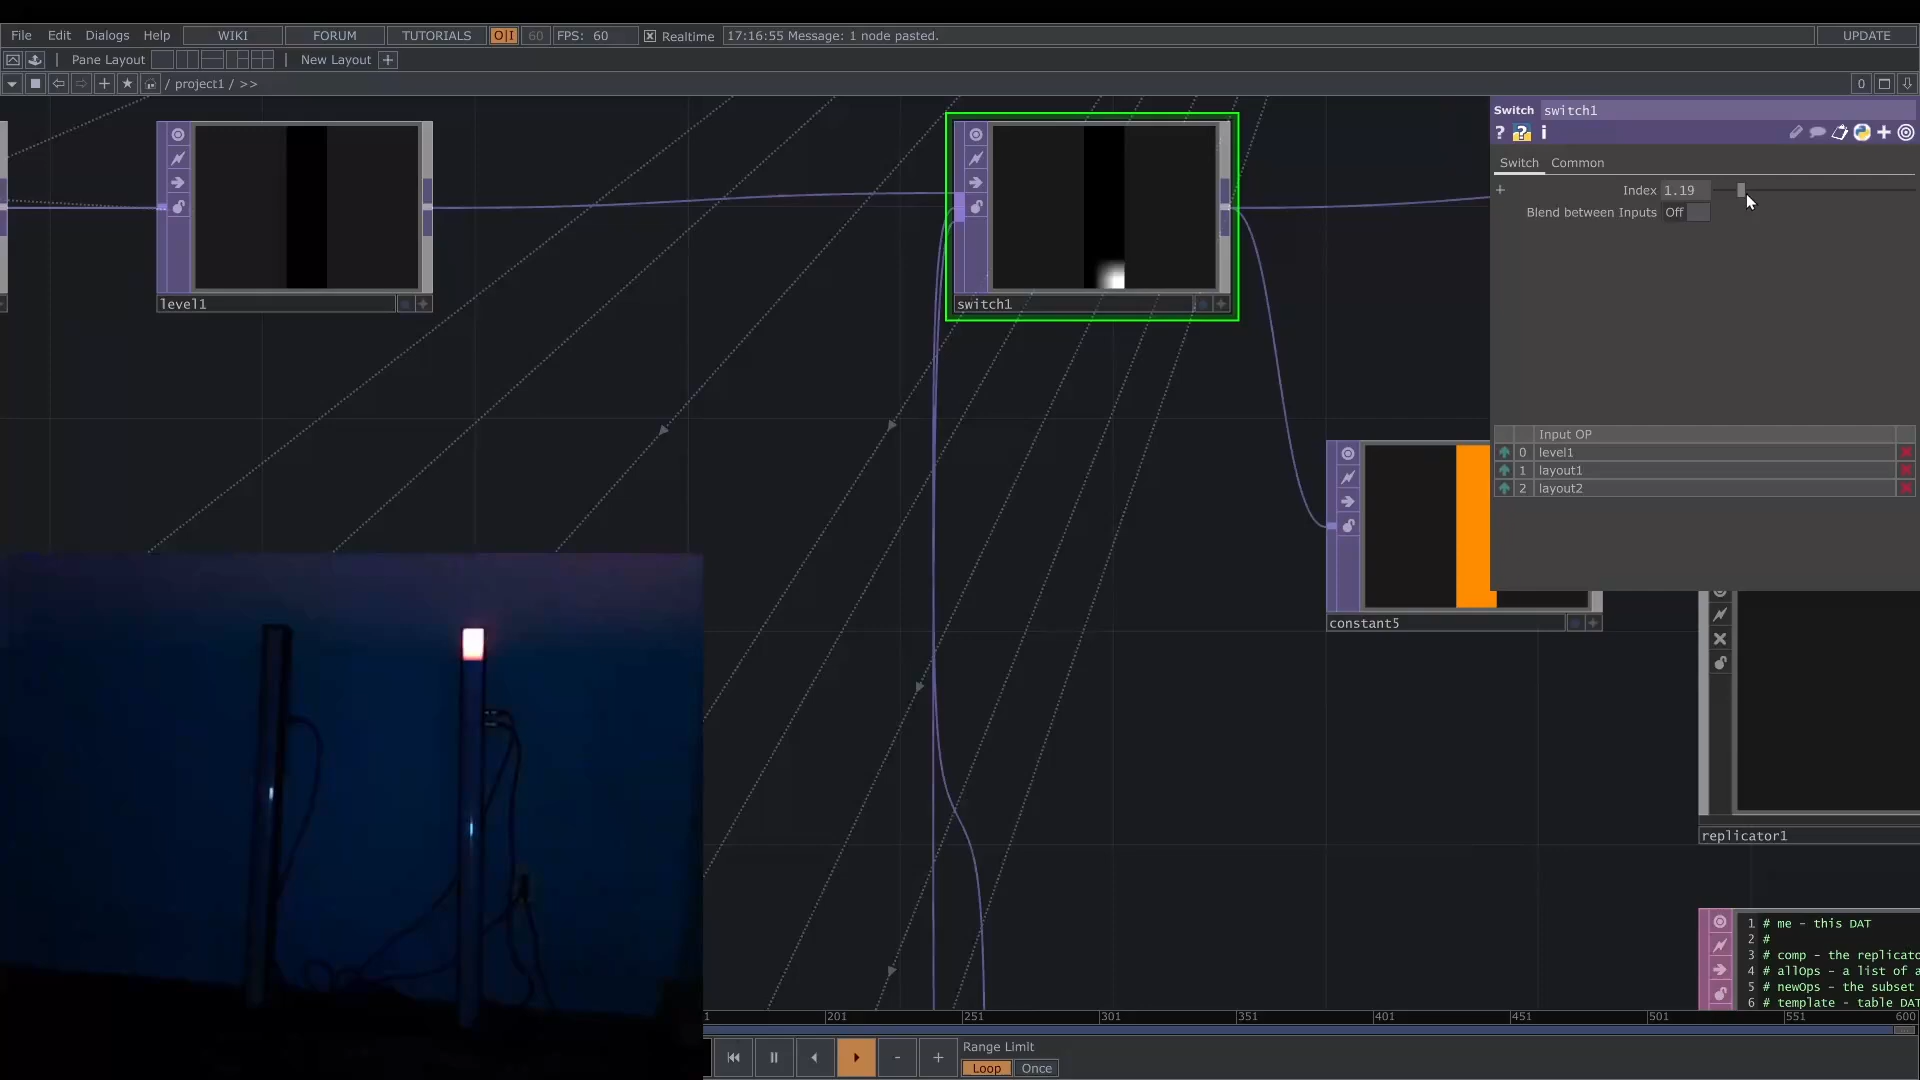 File Edit Dialogs Help WIKI FORUM TUTORIALS O|I 60 FPS: 60 Realtime 17:16:55 Message: 1 node pasted. UPDATE
Pane Layout New Layout +
/ project1 / >> 0
Switch switch1
? ? i
Switch Common
Index 1.19
Blend between Inputs Off
level1
switch1
Input OP
0 level1
1 layout1
2 layout2
constant5
replicator1
1 # me - this DAT
2 #
3 # comp - the replicato
4 # allOps - a list of a
5 # newOps - the subset
6 # template - table DAT
201 251 301 351 401 451 501 551 600
Range Limit
- +
Loop Once